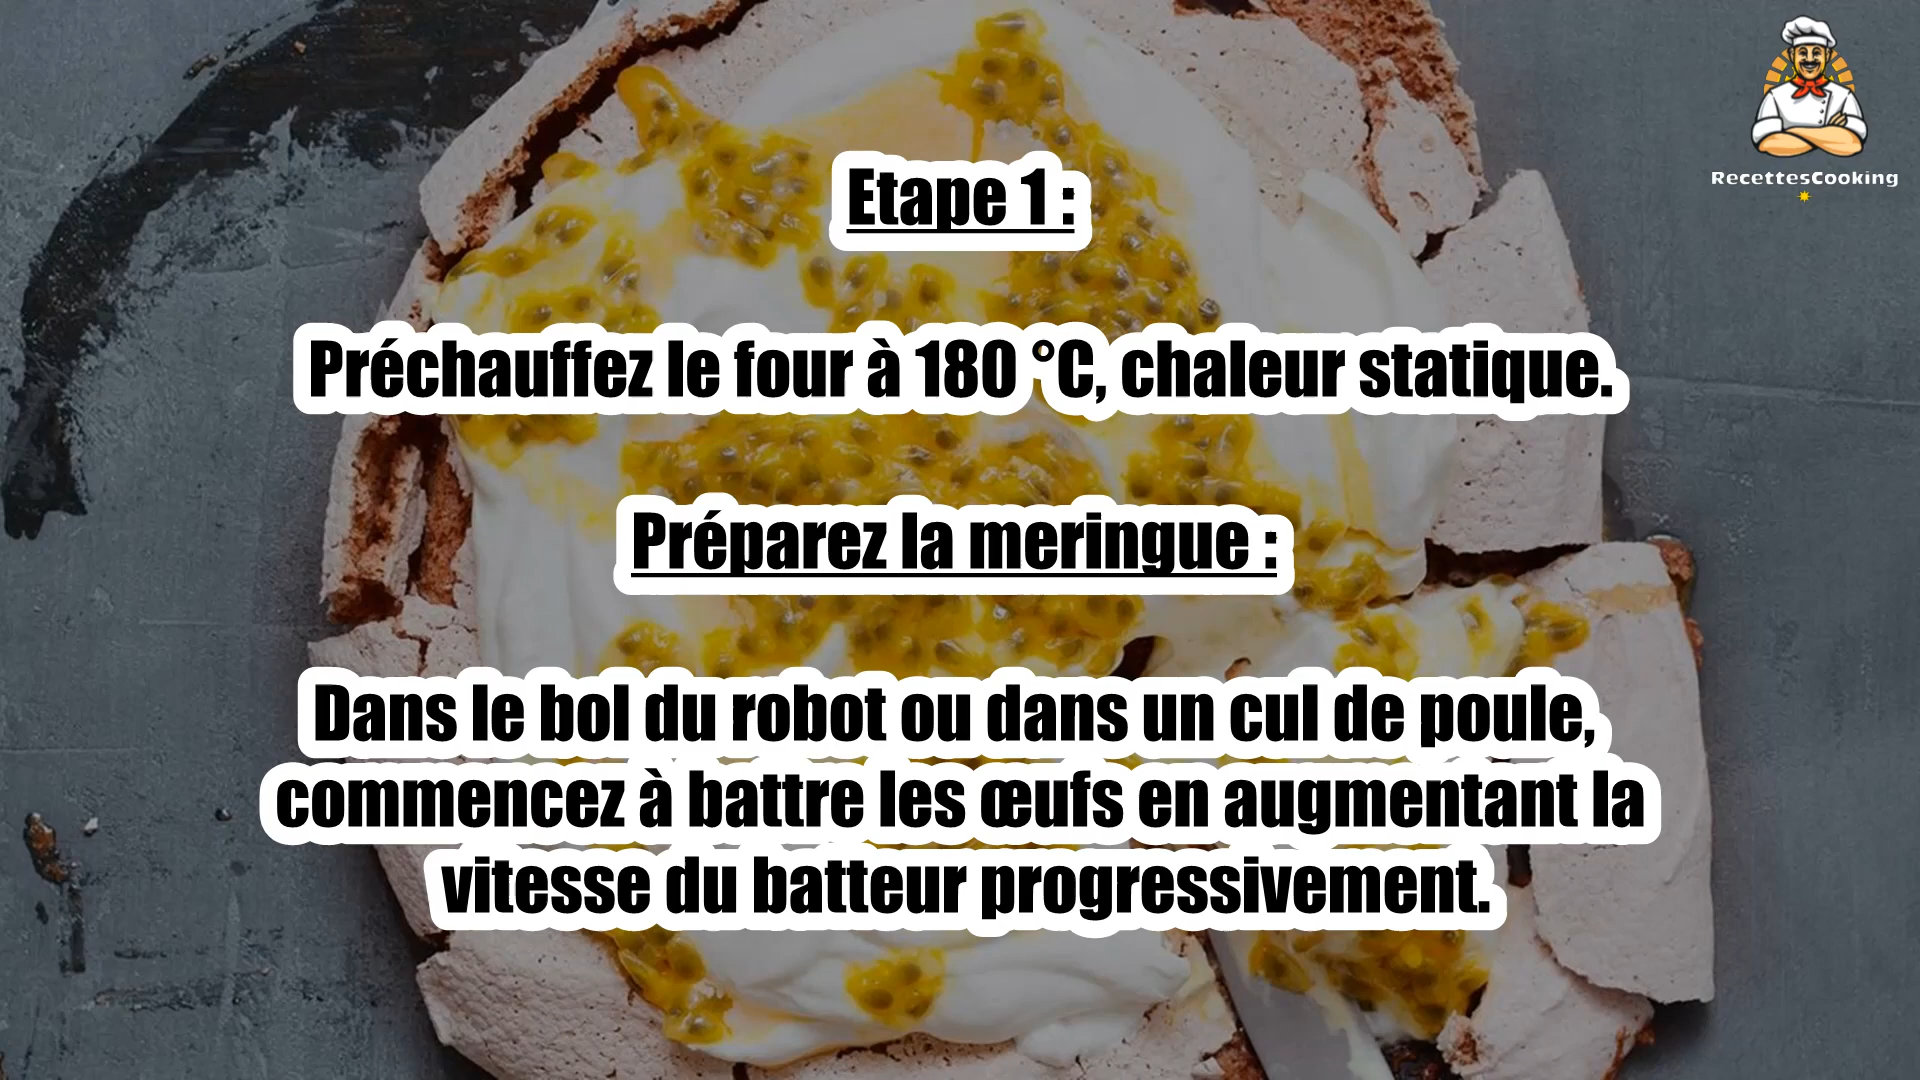 RecettesCooking
Etape 1 :
Préchauffez le four à 180 °C, chaleur statique.
Préparez la meringue :
Dans le bol du robot ou dans un cul de poule,
commencez à battre les œufs en augmentant la
vitesse du batteur progressivement.